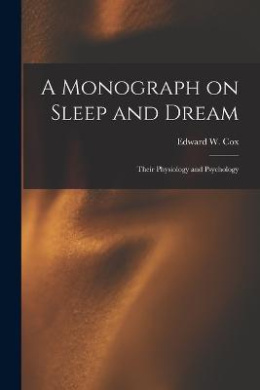 A Monograph on
Sleep and Dream
Edward W. Cox
Their Physiology and Psychology